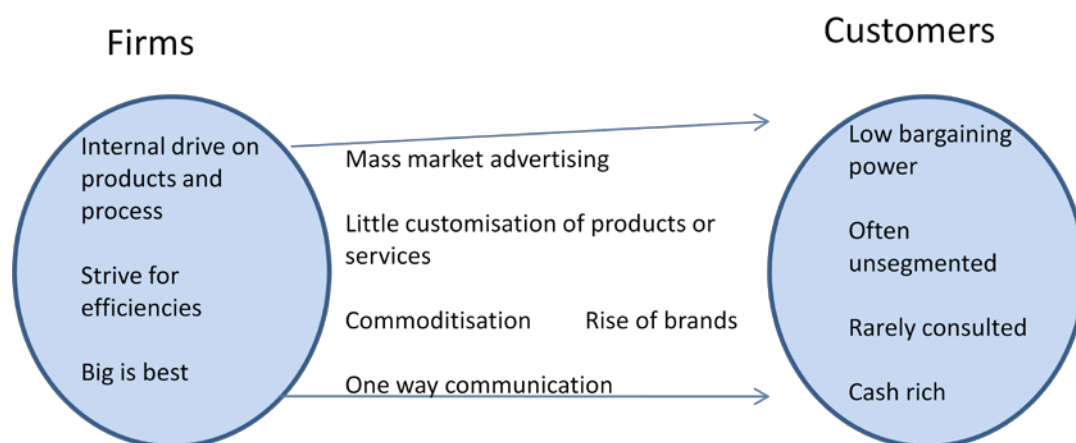 Firms
Customers
Internal drive on
products and
process
Strive for
efficiencies
Big is best
Mass market advertising
Little customisation of products or
services
Commoditisation Rise of brands
One way communication
Low bargaining
power
Often
unsegmented
Rarely consulted
Cash rich